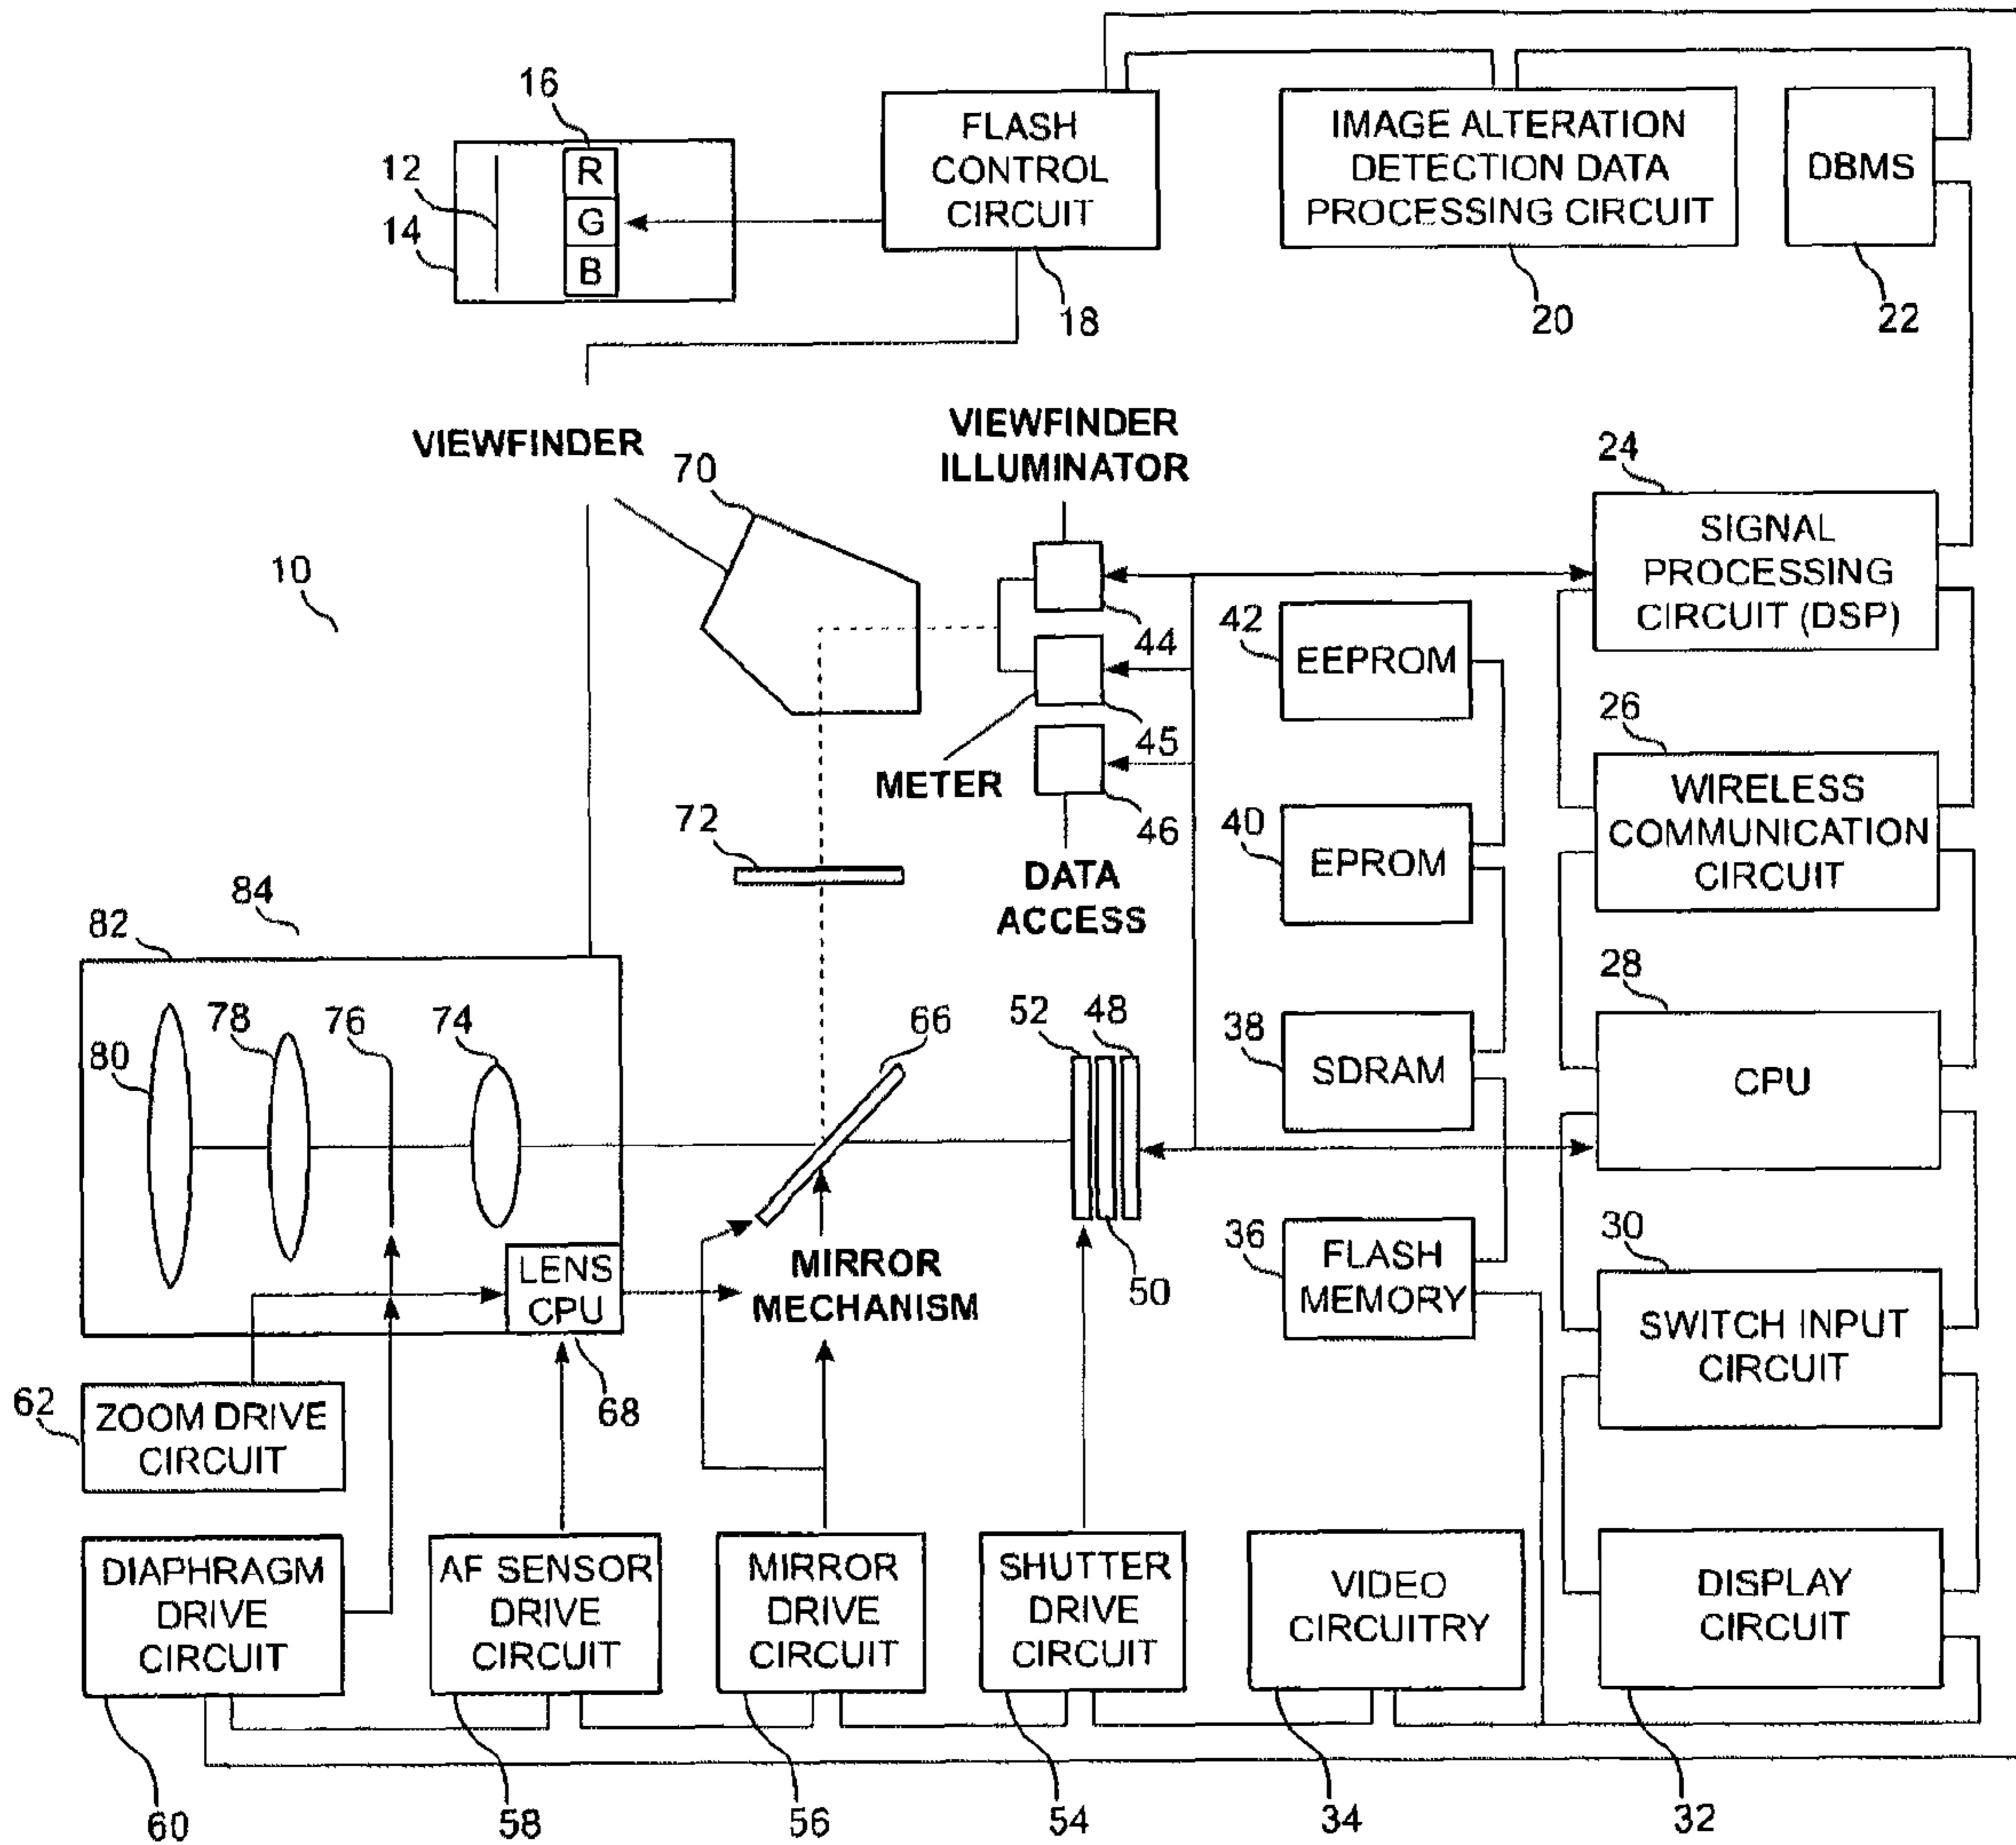 16
R
G
B
12
14
FLASH
CONTROL
CIRCUIT
18
IMAGE ALTERATION
DETECTION DATA
PROCESSING CIRCUIT
20
DBMS
22
VIEWFINDER
70
VIEWFINDER
ILLUMINATOR
44
45
46
METER
DATA
ACCESS
10
24
SIGNAL
PROCESSING
CIRCUIT (DSP)
42
EEPROM
26
WIRELESS
COMMUNICATION
CIRCUIT
40
EPROM
72
84
82
80
78
76
74
66
52
48
50
38
SDRAM
28
CPU
LENS
CPU
68
MIRROR
MECHANISM
36
FLASH
MEMORY
30
SWITCH INPUT
CIRCUIT
62
ZOOM DRIVE
CIRCUIT
DIAPHRAGM
DRIVE
CIRCUIT
AF SENSOR
DRIVE
CIRCUIT
MIRROR
DRIVE
CIRCUIT
SHUTTER
DRIVE
CIRCUIT
VIDEO
CIRCUITRY
DISPLAY
CIRCUIT
60
58
56
54
34
32